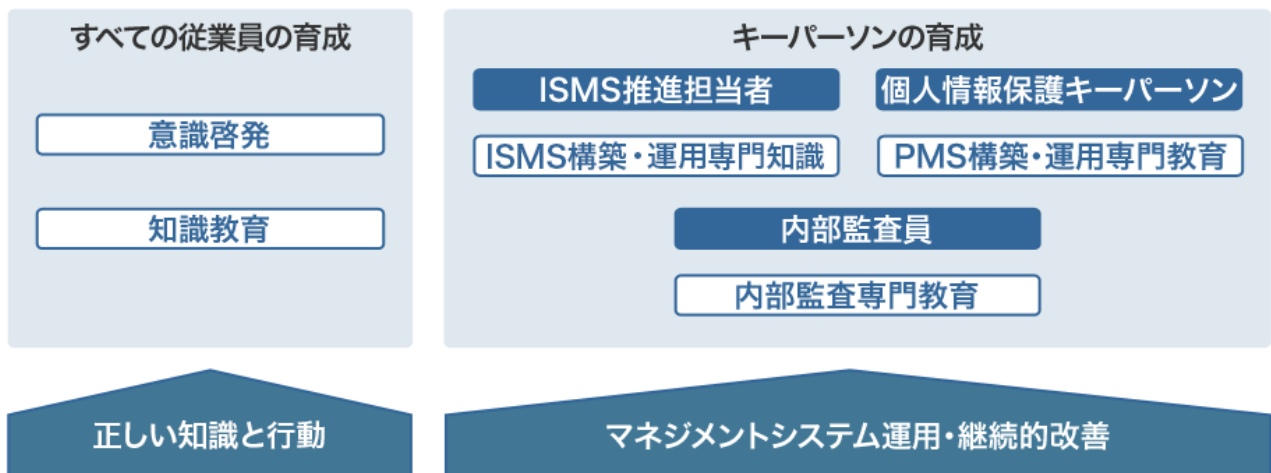 すべての従業員の育成
意識啓発
知識教育
正しい知識と行動
キーパーソンの育成
ISMS推進担当者
個人情報保護キーパーソン
ISMS構築・運用専門知識
PMS構築・運用専門教育
内部監査員
内部監査専門教育
マネジメントシステム運用・継続的改善